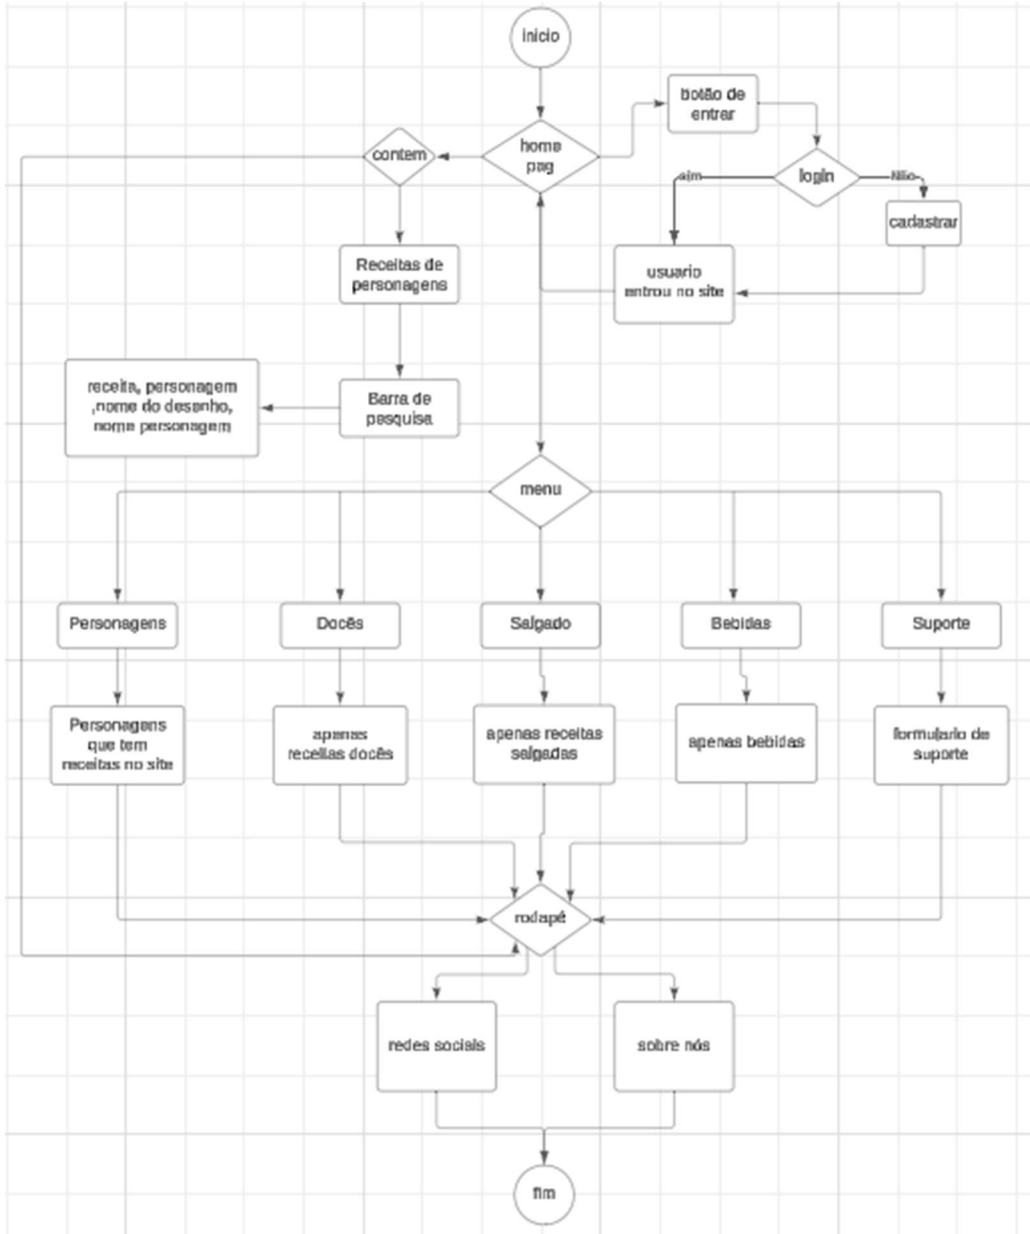 inicio
botão de
entrar
home
pag
contem
login
sim
Não
cadastrar
Receitas de
personagens
usuario
entrou no site
receita, personagem
,nome do desenho,
nome personagem
Barra de
pesquisa
menu
Personagens
Docês
Salgado
Bebidas
Suporte
Personagens
que tem
receitas no site
apenas
receitas docês
apenas receitas
salgadas
apenas bebidas
formulario de
suporte
rodapé
redes sociais
sobre nós
fim